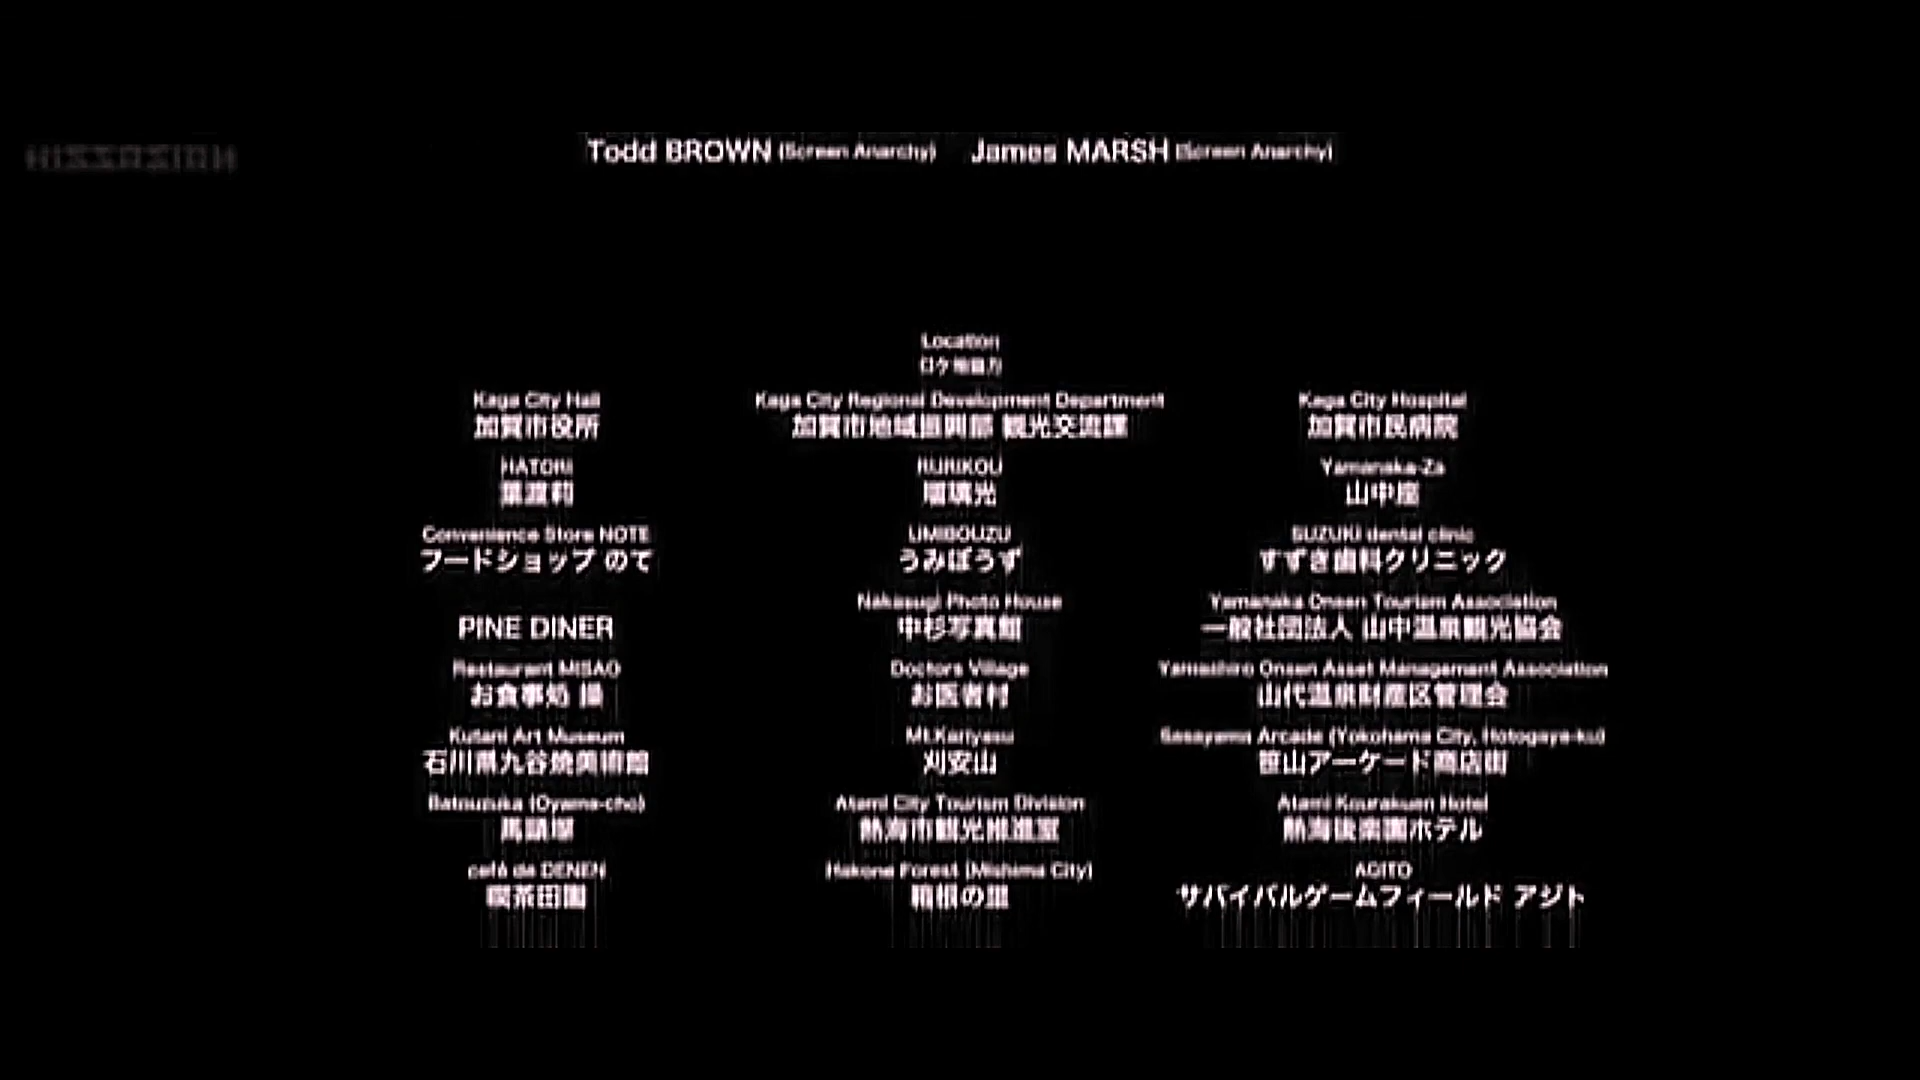 KISSASIAN
Todd BROWN (Screen Anarchy) James MARSH (Screen Anarchy)
Location
ロケ地協力
Kaga City Hall
加賀市役所
Kaga City Regional Development Department
加賀市地域振興部 観光交流課
Kaga City Hospital
加賀市民病院
HATORI
葉渡莉
RURIKOU
瑠璃光
Yamanaka-Za
山中座
Convenience Store NOTE
フードショップ のて
UMIBOUZU
うみぼうず
SUZUKI dental clinic
すずき歯科クリニック
PINE DINER
Nakasugi Photo House
中杉写真館
Yamanaka Onsen Tourism Association
一般社団法人 山中温泉観光協会
Restaurant MISAO
お食事処 操
Doctors Village
お医者村
Yamashiro Onsen Asset Management Association
山代温泉財産区管理会
Kutani Art Museum
石川県九谷焼美術館
Mt.Kariyasu
刈安山
Sasayama Arcade (Yokohama City, Hotogaya-ku)
笹山アーケード商店街
Batouzuka (Oyama-cho)
馬頭塚
Atami City Tourism Division
熱海市観光推進室
Atami Kourakuen Hotel
熱海後楽園ホテル
café de DENEN
喫茶田園
Hakone Forest (Mishima City)
箱根の里
AGITO
サバイバルゲームフィールド アジト